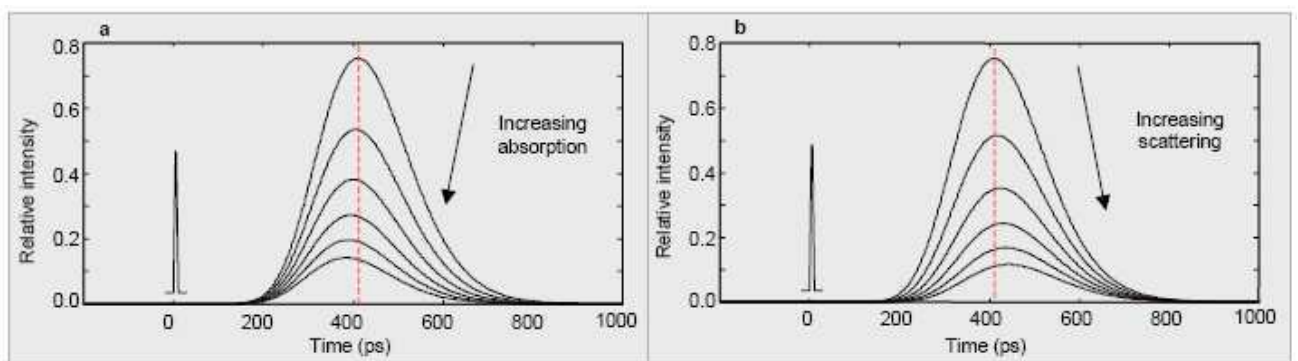 a
0.8
0.6
0.4
0.2
0.0
Relative intensity
Increasing
absorption
0
200
400
600
800
1000
Time (ps)
b
0.8
0.6
0.4
0.2
0.0
Relative intensity
Increasing
scattering
0
200
400
600
800
1000
Time (ps)